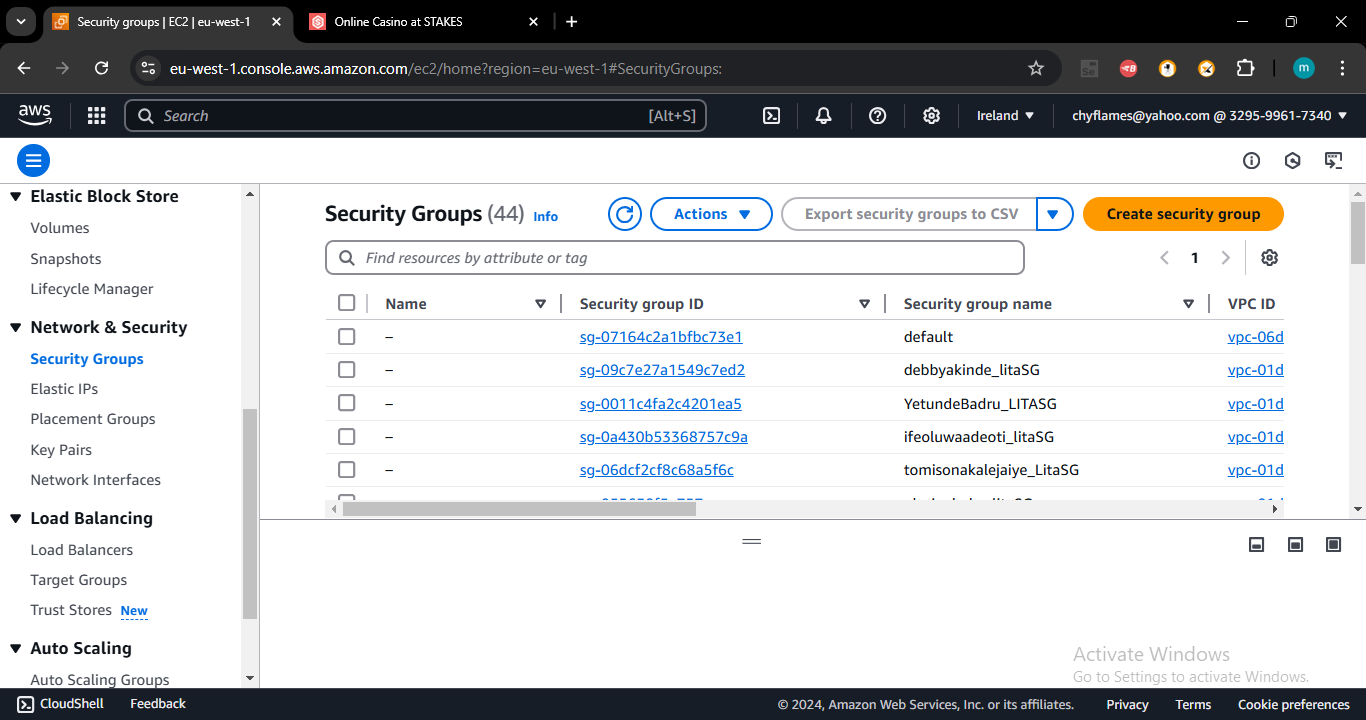 Security groups | EC2 | eu-west-1
Online Casino at STAKES
eu-west-1.console.aws.amazon.com/ec2/home?region=eu-west-1#SecurityGroups:
m
aws
Search
[Alt+S]
Ireland
chyflames@yahoo.com @ 3295-9961-7340
Elastic Block Store
Volumes
Snapshots
Lifecycle Manager
Network & Security
Security Groups
Elastic IPs
Placement Groups
Key Pairs
Network Interfaces
Load Balancing
Load Balancers
Target Groups
Trust Stores New
Auto Scaling
Auto Scaling Groups
Security Groups (44) Info
Actions
Export security groups to CSV
Create security group
Find resources by attribute or tag
1
Name Security group ID Security group name VPC ID
– sg-07164c2a1bfbc73e1 default vpc-06d
– sg-09c7e27a1549c7ed2 debbyakinde_litaSG vpc-01d
– sg-0011c4fa2c4201ea5 YetundeBadru_LITASG vpc-01d
– sg-0a430b53368757c9a ifeoluwaadeoti_litaSG vpc-01d
– sg-06dcf2cf8c68a5f6c tomisonakalejaiye_LitaSG vpc-01d
Activate Windows
Go to Settings to activate Windows.
CloudShell
Feedback
© 2024, Amazon Web Services, Inc. or its affiliates.
Privacy
Terms
Cookie preferences